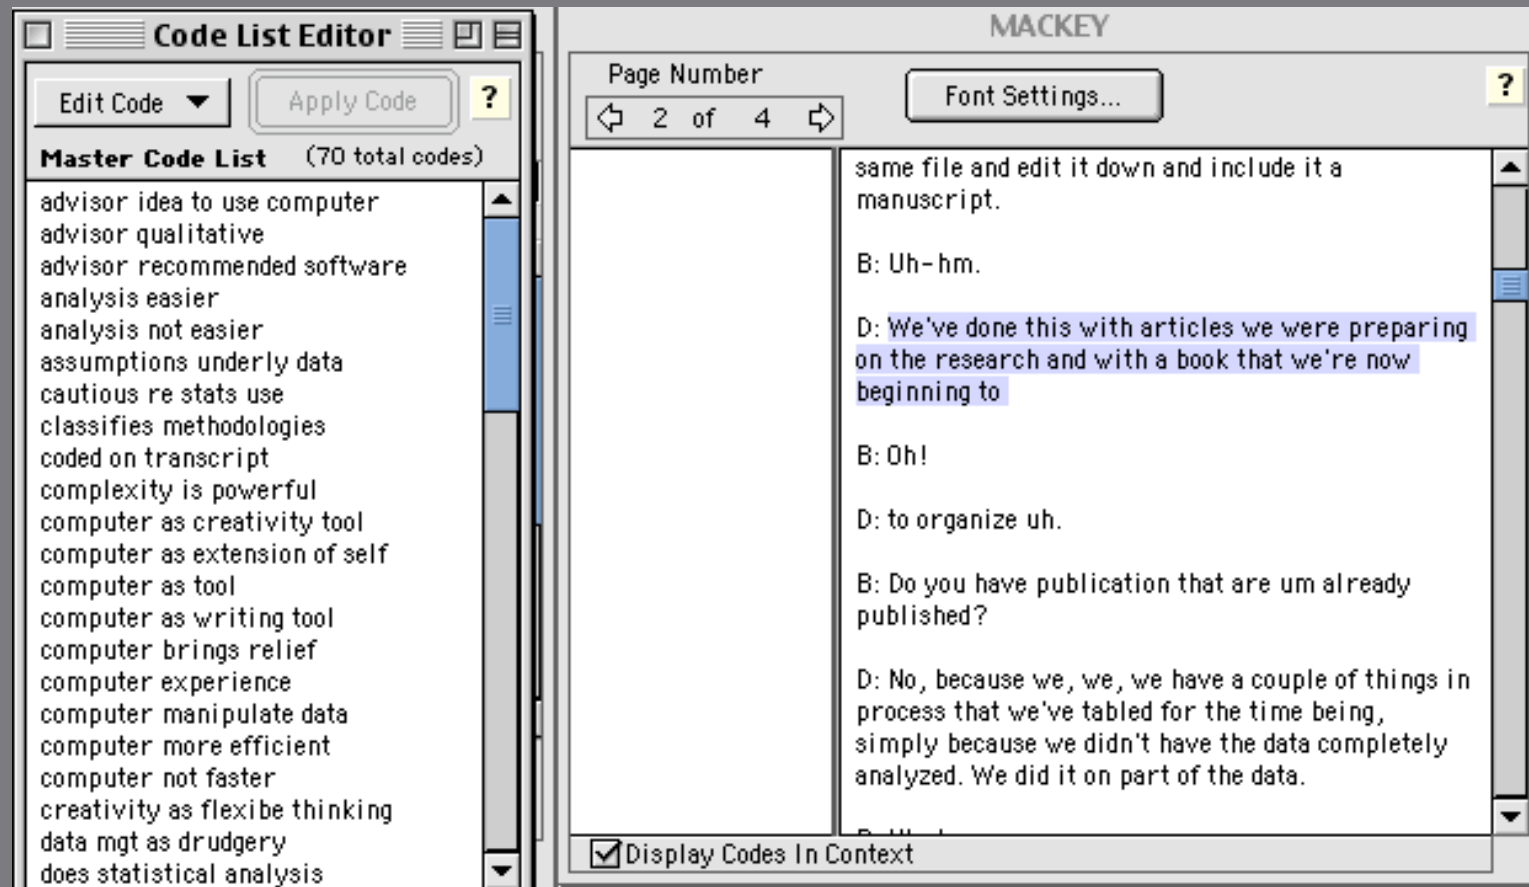 Code List Editor
Edit Code
Apply Code
?
Master Code List (70 total codes)
advisor idea to use computer
advisor qualitative
advisor recommended software
analysis easier
analysis not easier
assumptions underly data
cautious re stats use
classifies methodologies
coded on transcript
complexity is powerful
computer as creativity tool
computer as extension of self
computer as tool
computer as writing tool
computer brings relief
computer experience
computer manipulate data
computer more efficient
computer not faster
creativity as flexibe thinking
data mgt as drudgery
does statistical analysis
MACKEY
Page Number
2 of 4
Font Settings...
?
same file and edit it down and include it a
manuscript.
B: Uh-hm.
D: We've done this with articles we were preparing
on the research and with a book that we're now
beginning to
B: Oh!
D: to organize uh.
B: Do you have publication that are um already
published?
D: No, because we, we, we have a couple of things in
process that we've tabled for the time being,
simply because we didn't have the data completely
analyzed. We did it on part of the data.
Display Codes In Context